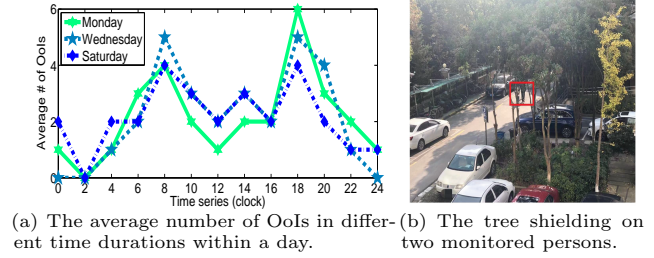 6
4
2
0
Average # of OoIs
Monday
Wednesday
Saturday
0 2 4 6 8 10 12 14 16 18 20 22 24
Time series (clock)
(a) The average number of OoIs in differ-
ent time durations within a day.
(b) The tree shielding on
two monitored persons.